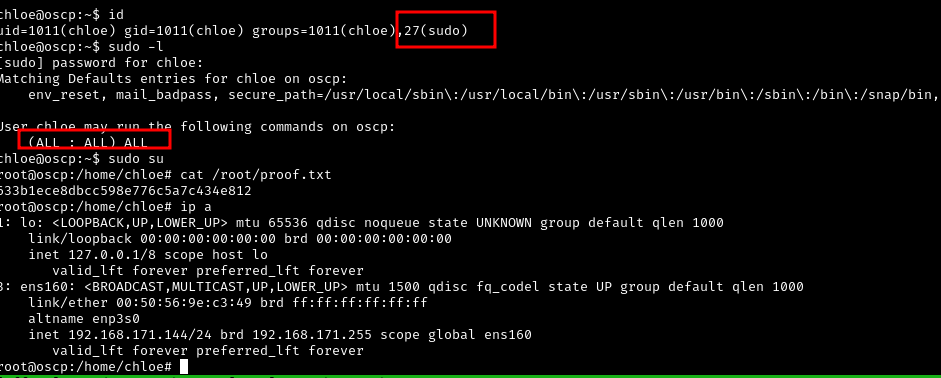 chloe@oscp:~$ id
uid=1011(chloe) gid=1011(chloe) groups=1011(chloe),27(sudo)
chloe@oscp:~$ sudo -l
[sudo] password for chloe:
Matching Defaults entries for chloe on oscp:
env_reset, mail_badpass, secure_path=/usr/local/sbin\:/usr/local/bin\:/usr/sbin\:/usr/bin\:/sbin\:/bin\:/snap/bin,
User chloe may run the following commands on oscp:
(ALL : ALL) ALL
chloe@oscp:~$ sudo su
root@oscp:/home/chloe# cat /root/proof.txt
633b1ece8dbcc598e776c5a7c434e812
root@oscp:/home/chloe# ip a
1: lo: <LOOPBACK,UP,LOWER_UP> mtu 65536 qdisc noqueue state UNKNOWN group default qlen 1000
link/loopback 00:00:00:00:00:00 brd 00:00:00:00:00:00
inet 127.0.0.1/8 scope host lo
valid_lft forever preferred_lft forever
3: ens160: <BROADCAST,MULTICAST,UP,LOWER_UP> mtu 1500 qdisc fq_codel state UP group default qlen 1000
link/ether 00:50:56:9e:c3:49 brd ff:ff:ff:ff:ff:ff
altname enp3s0
inet 192.168.171.144/24 brd 192.168.171.255 scope global ens160
valid_lft forever preferred_lft forever
root@oscp:/home/chloe#